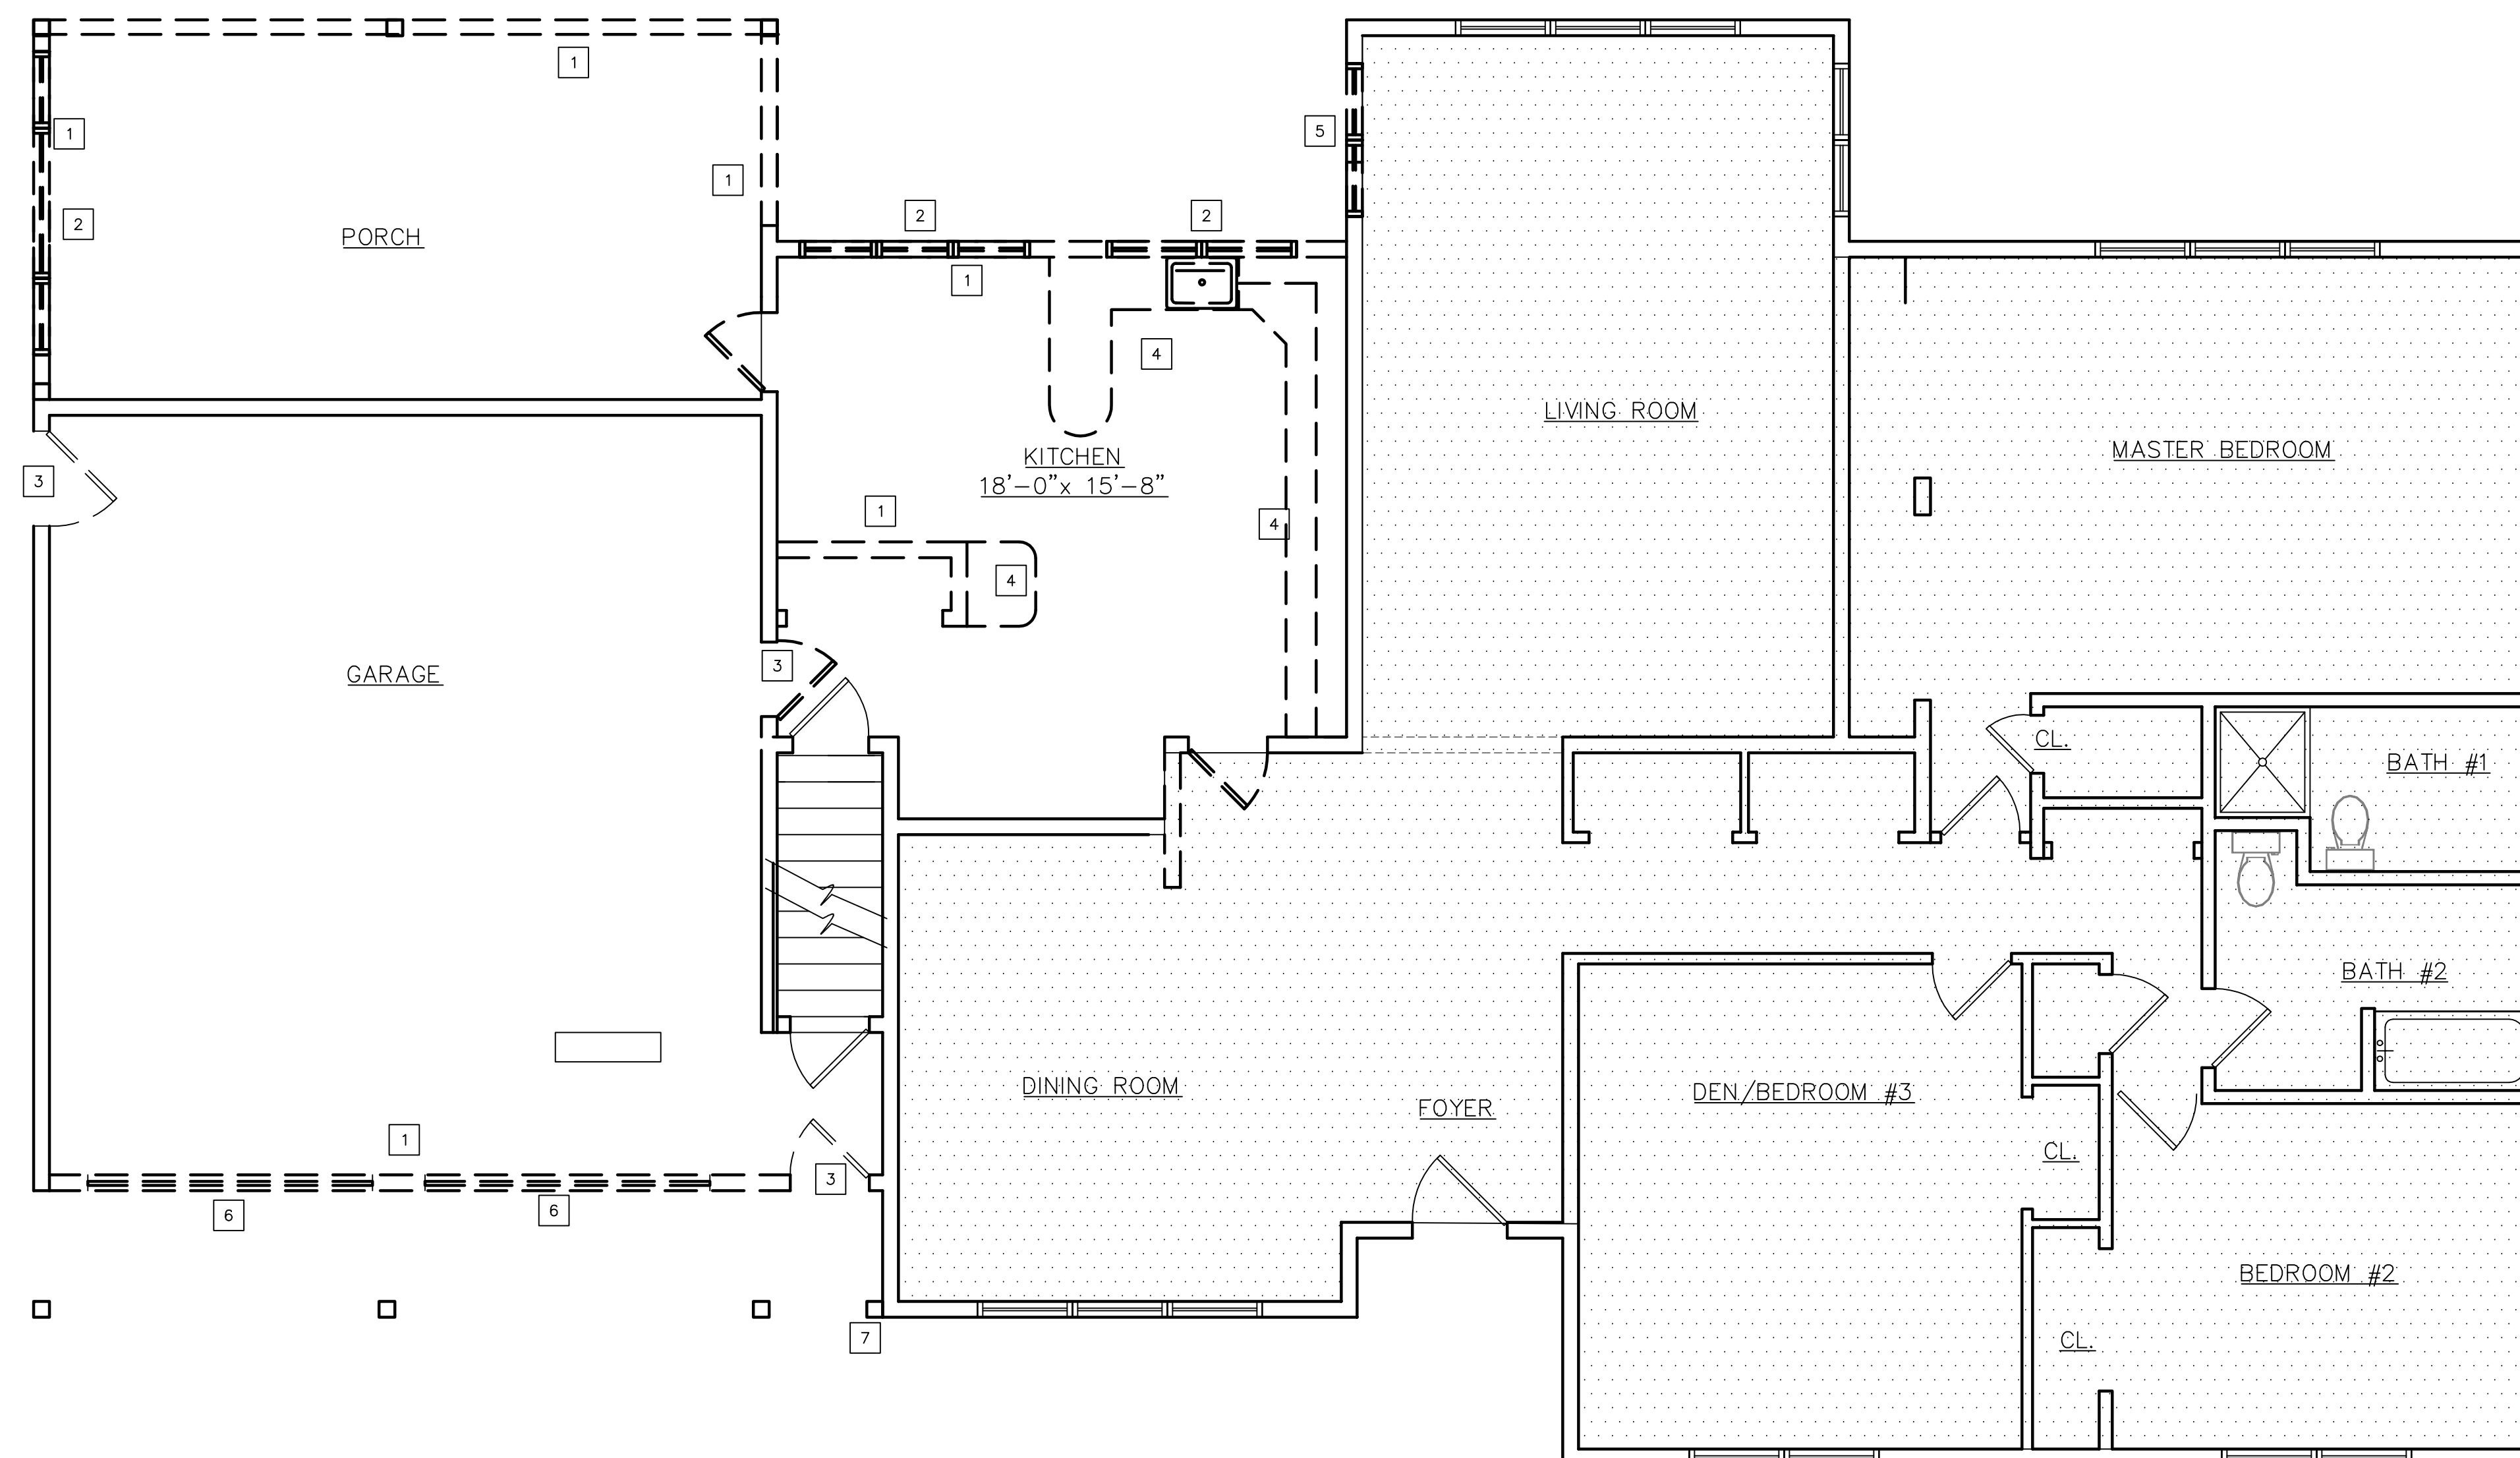 1
5
1
1
2
2
2
PORCH
1
4
LIVING ROOM
MASTER BEDROOM
KITCHEN
18'-0"x 15'-8"
3
1
4
4
3
GARAGE
CL.
BATH #1
BATH #2
DINING ROOM
DEN/BEDROOM #3
FOYER
1
CL.
3
6
6
BEDROOM #2
7
CL.